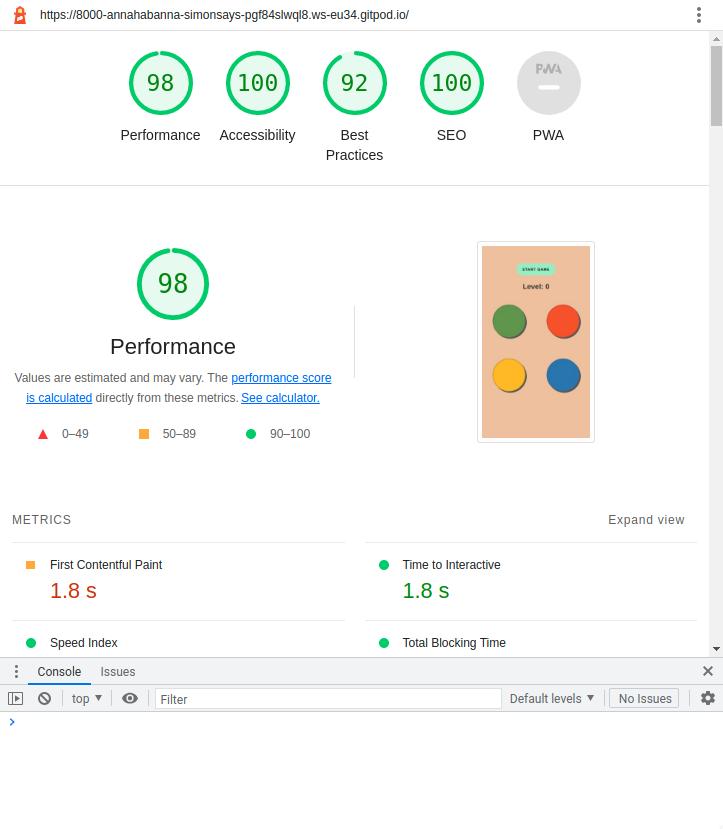 https://8000-annahabanna-simonsays-pgf84slwql8.ws-eu34.gitpod.io/
98 100 92 100 PWA
Performance Accessibility Best Practices SEO PWA
98
Performance
Values are estimated and may vary. The performance score
is calculated directly from these metrics. See calculator.
0–49 50–89 90–100
START GAME
Level: 0
METRICS Expand view
First Contentful Paint Time to Interactive
1.8 s 1.8 s
Speed Index Total Blocking Time
Console Issues
top Filter Default levels No Issues